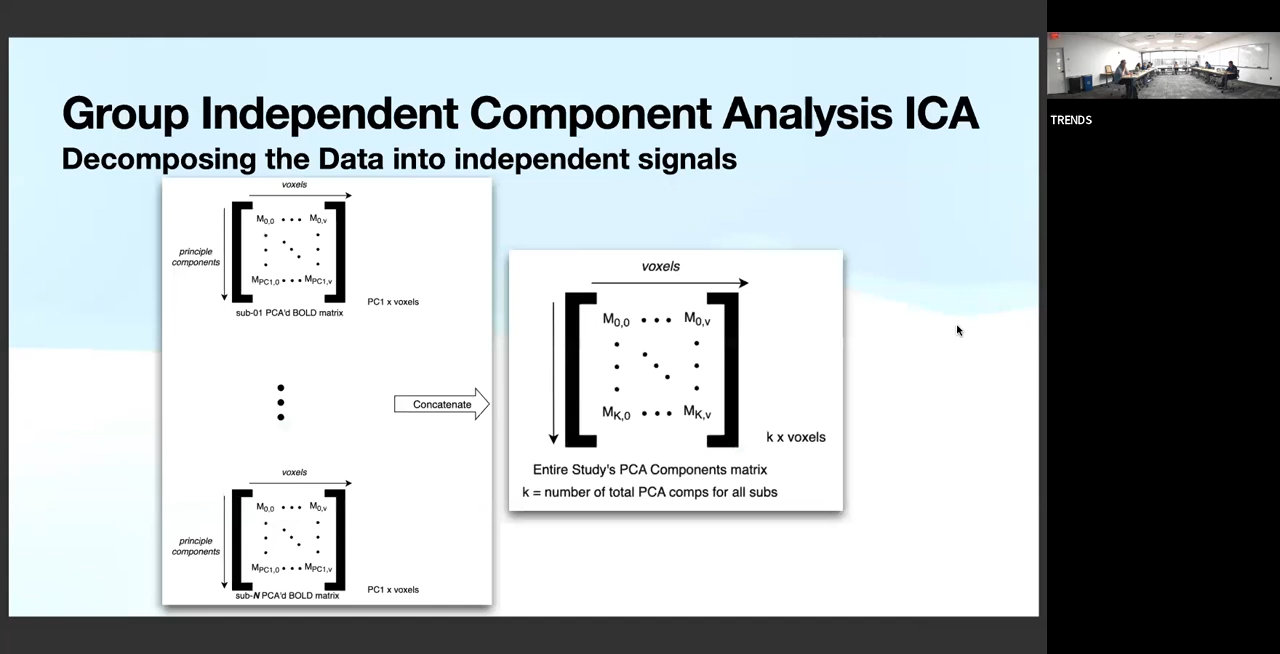 Group Independent Component Analysis ICA
Decomposing the Data into independent signals
voxels
principle
components
M0,0 • • • M0,v
MPC1,0 • • • MPC1,v
PC1 x voxels
sub-01 PCA'd BOLD matrix
Concatenate
voxels
principle
components
M0,0 • • • M0,v
MPC1,0 • • • MPC1,v
PC1 x voxels
sub-N PCA'd BOLD matrix
voxels
M0,0 • • • M0,v
MK,0 • • • MK,v
k x voxels
Entire Study's PCA Components matrix
k = number of total PCA comps for all subs
TRENDS